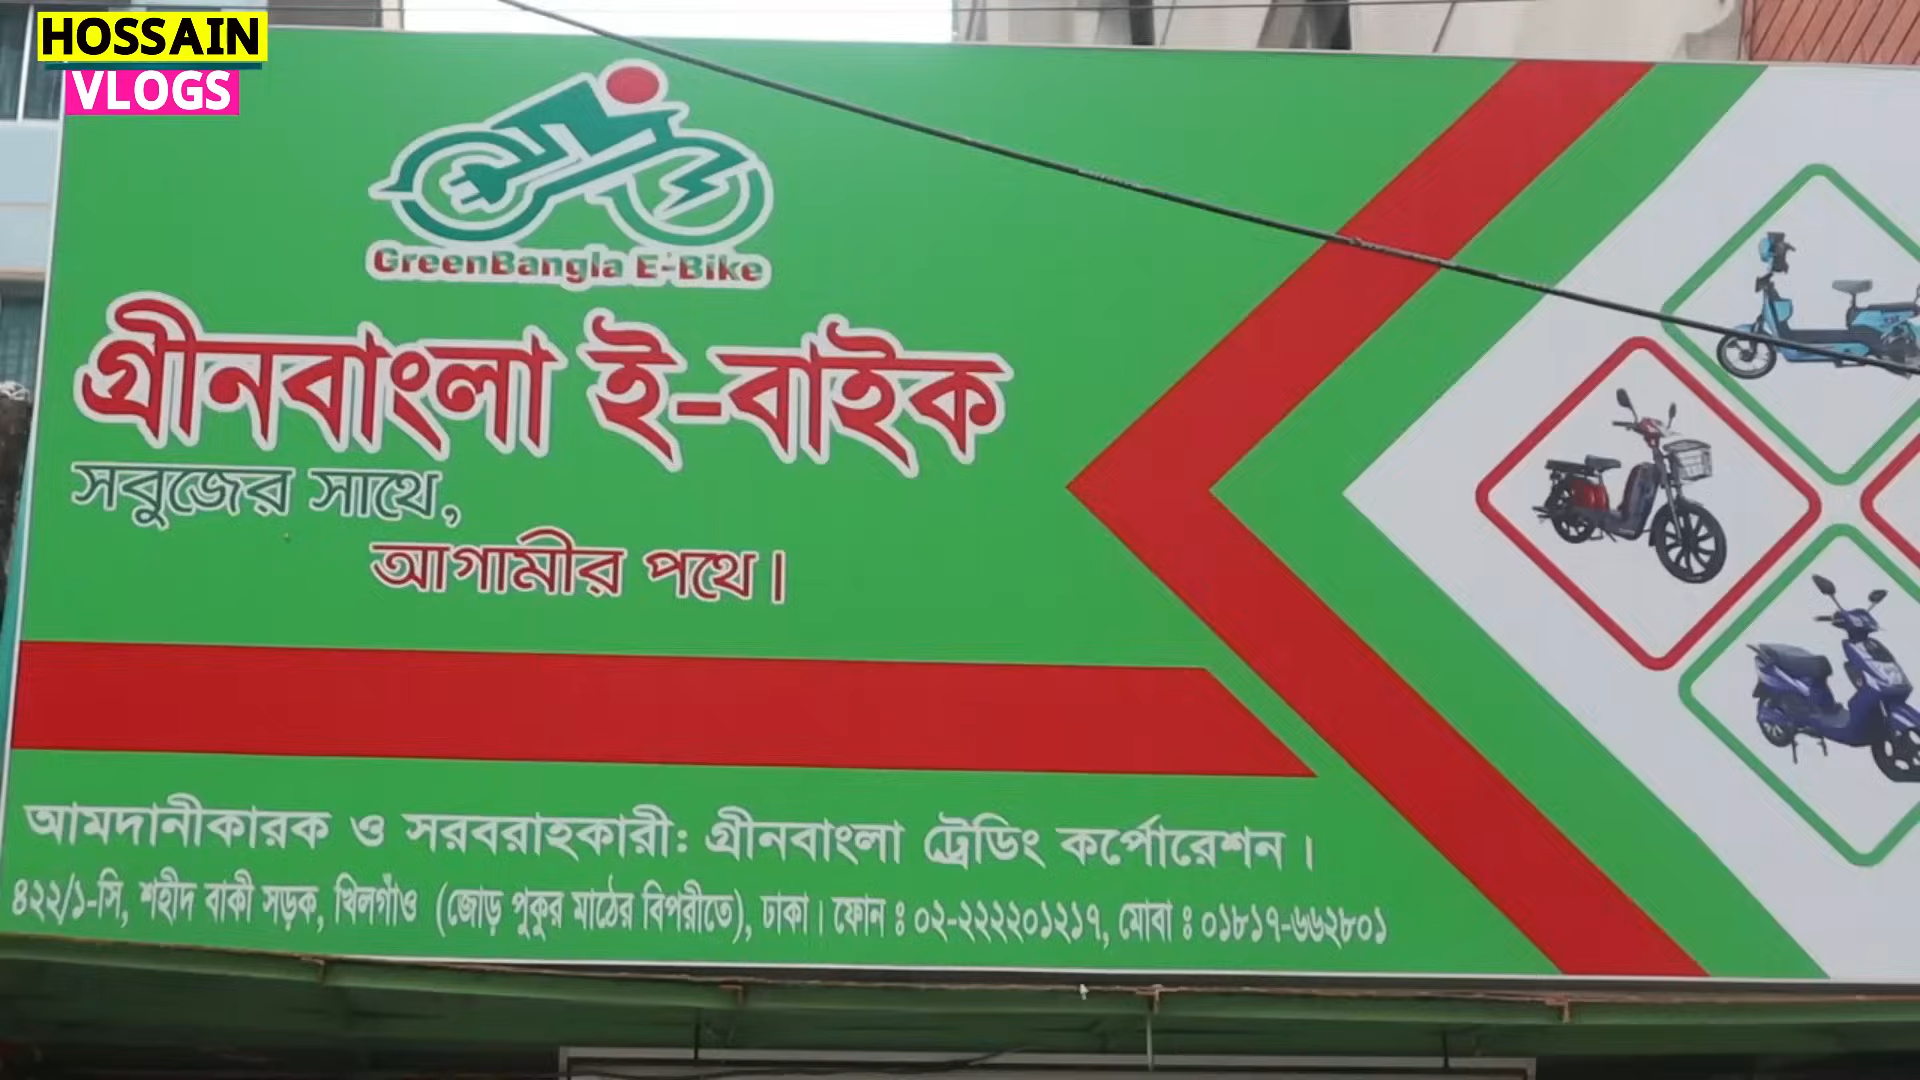 HOSSAIN
VLOGS
GreenBangla E-Bike
গ্রীনবাংলা ই-বাইক
সবুজের সাথে,
আগামীর পথে।
আমদানীকারক ও সরবরাহকারী: গ্রীনবাংলা ট্রেডিং কর্পোরেশন।
৪২২/১-সি, শহীদ বাকী সড়ক, খিলগাঁও (জোড় পুকুর মাঠের বিপরীতে), ঢাকা। ফোন ঃ ০২-২২২২০১২১৭, মোবা ঃ ০১৮১৭-৬৬২৮০১